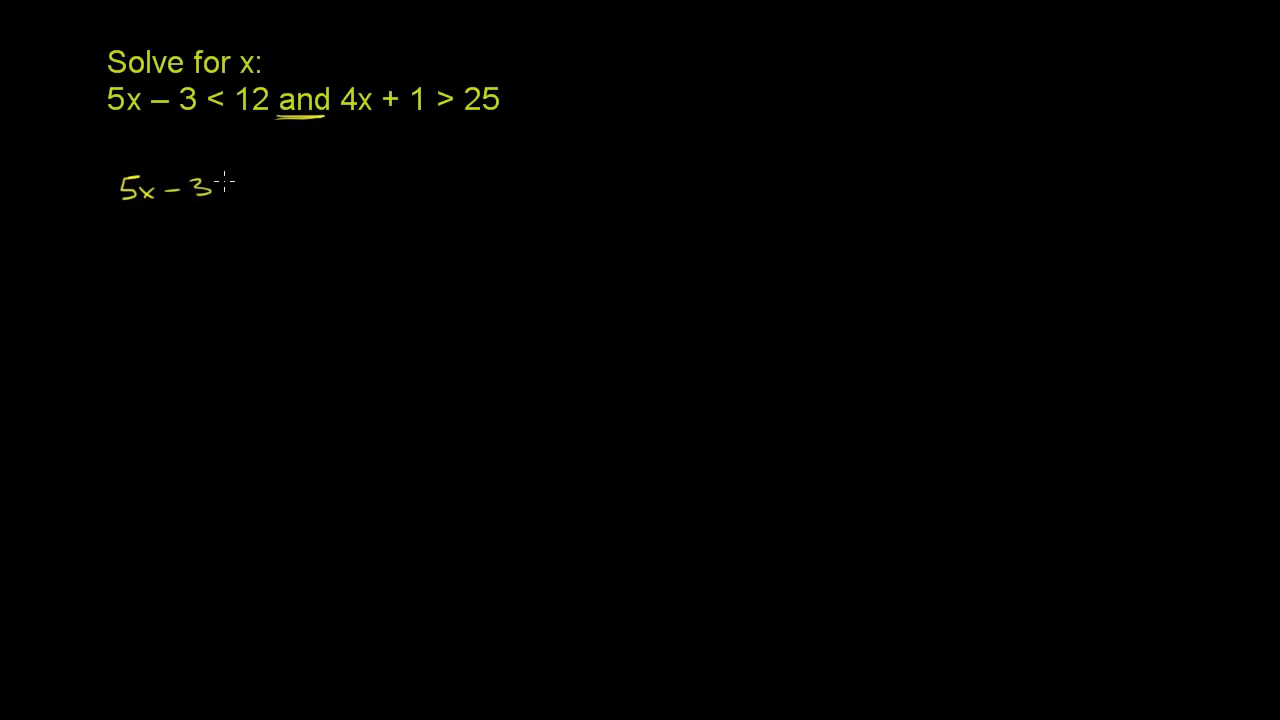 Solve for x:
5x – 3 < 12 and 4x + 1 > 25
5x - 3